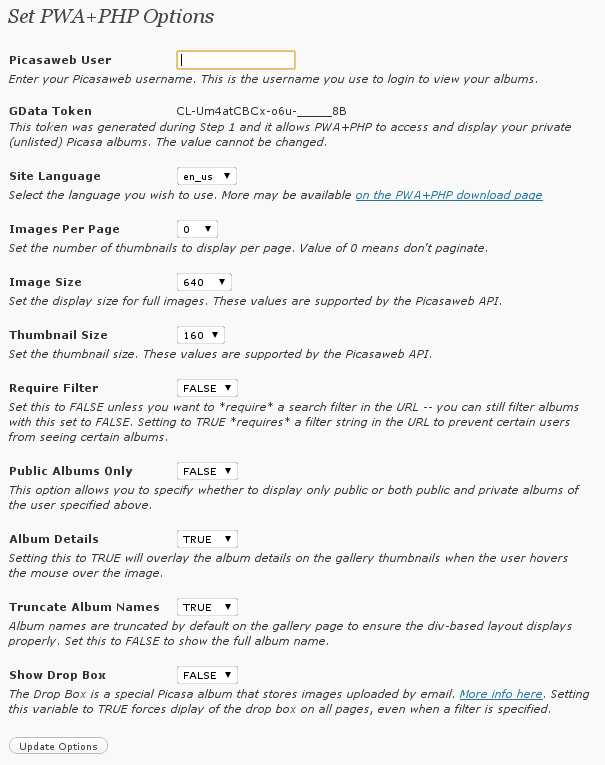 Set PWA+PHP Options
Picasaweb User
Enter your Picasaweb username. This is the username you use to login to view your albums.
GData Token CL-Um4atCBCx-o6u-______8B
This token was generated during Step 1 and it allows PWA+PHP to access and display your private
(unlisted) Picasa albums. The value cannot be changed.
Site Language en_us
Select the language you wish to use. More may be available on the PWA+PHP download page
Images Per Page 0
Set the number of thumbnails to display per page. Value of 0 means don't paginate.
Image Size 640
Set the display size for full images. These values are supported by the Picasaweb API.
Thumbnail Size 160
Set the thumbnail size. These values are supported by the Picasaweb API.
Require Filter FALSE
Set this to FALSE unless you want to *require* a search filter in the URL -- you can still filter albums
with this set to FALSE. Setting to TRUE *requires* a filter string in the URL to prevent certain users
from seeing certain albums.
Public Albums Only FALSE
This option allows you to specify whether to display only public or both public and private albums of
the user specified above.
Album Details TRUE
Setting this to TRUE will overlay the album details on the gallery thumbnails when the user hovers
the mouse over the image.
Truncate Album Names TRUE
Album names are truncated by default on the gallery page to ensure the div-based layout displays
properly. Set this to FALSE to show the full album name.
Show Drop Box FALSE
The Drop Box is a special Picasa album that stores images uploaded by email. More info here. Setting
this variable to TRUE forces diplay of the drop box on all pages, even when a filter is specified.
Update Options